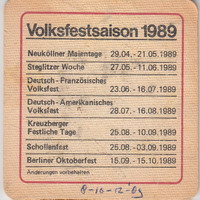 Volksfestsaison 1989
Neuköllner Maientage 29.04. - 21.05.1989
Steglitzer Woche 27.05. - 11.06.1989
Deutsch-Französisches
Volksfest 23.06. - 16.07.1989
Deutsch-Amerikanisches
Volksfest 28.07. - 16.08.1989
Kreuzberger
Festliche Tage 25.08. - 10.09.1989
Schollenfest 25.08. - 03.09.1989
Berliner Oktoberfest 15.09. - 15.10.1989
Änderungen vorbehalten